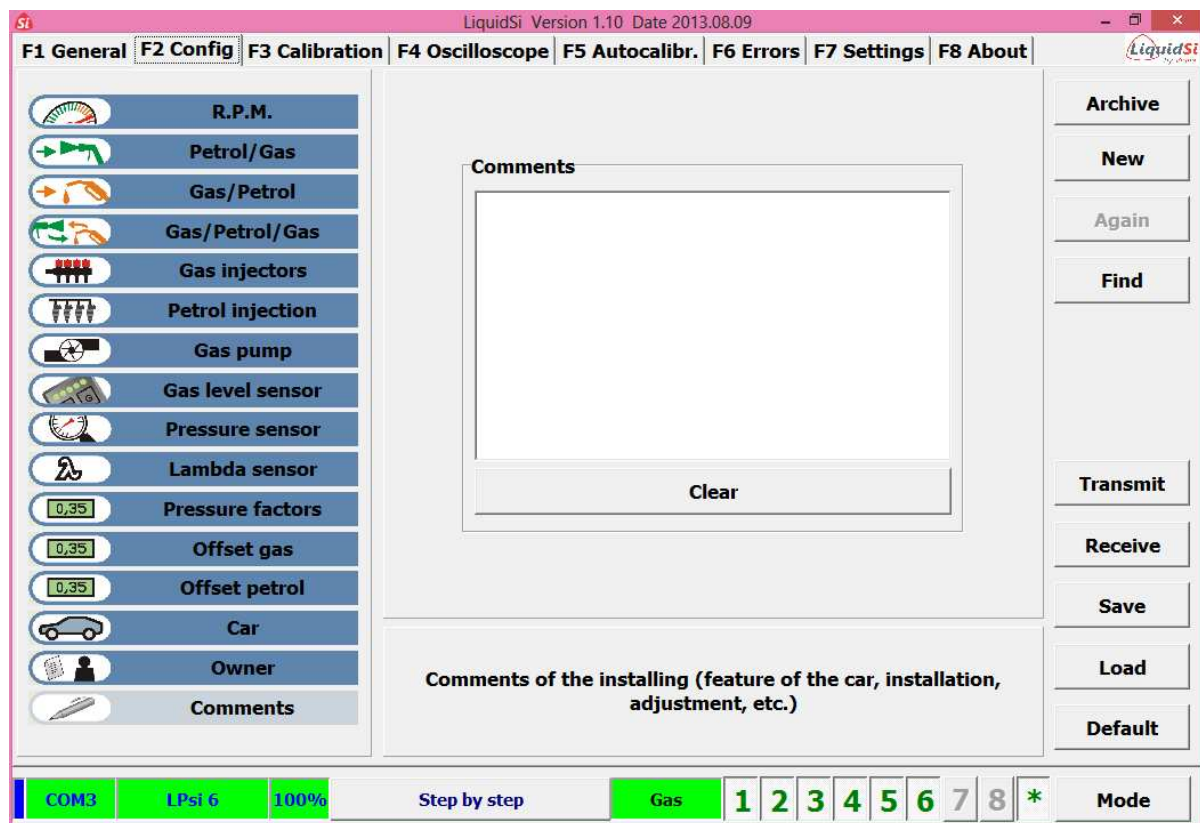 Si
LiquidSi Version 1.10 Date 2013.08.09
F1 General F2 Config F3 Calibration F4 Oscilloscope F5 Autocalibr. F6 Errors F7 Settings F8 About
LiquidSi
R.P.M.
Petrol/Gas
Gas/Petrol
Gas/Petrol/Gas
Gas injectors
Petrol injection
Gas pump
Gas level sensor
Pressure sensor
Lambda sensor
0,35 Pressure factors
0,35 Offset gas
0,35 Offset petrol
Car
Owner
Comments
Comments
Clear
Comments of the installing (feature of the car, installation,
adjustment, etc.)
Archive
New
Again
Find
Transmit
Receive
Save
Load
Default
COM3 LPsi 6 100% Step by step Gas 1 2 3 4 5 6 7 8 * Mode